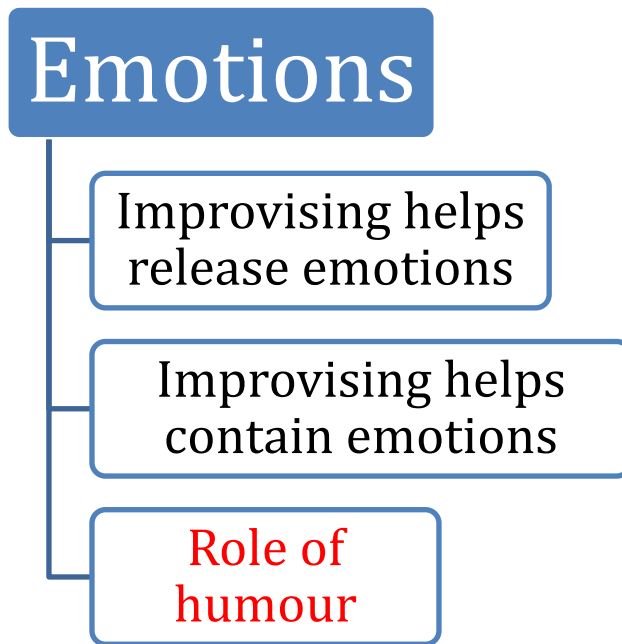 Emotions
Improvising helps
release emotions
Improvising helps
contain emotions
Role of
humour